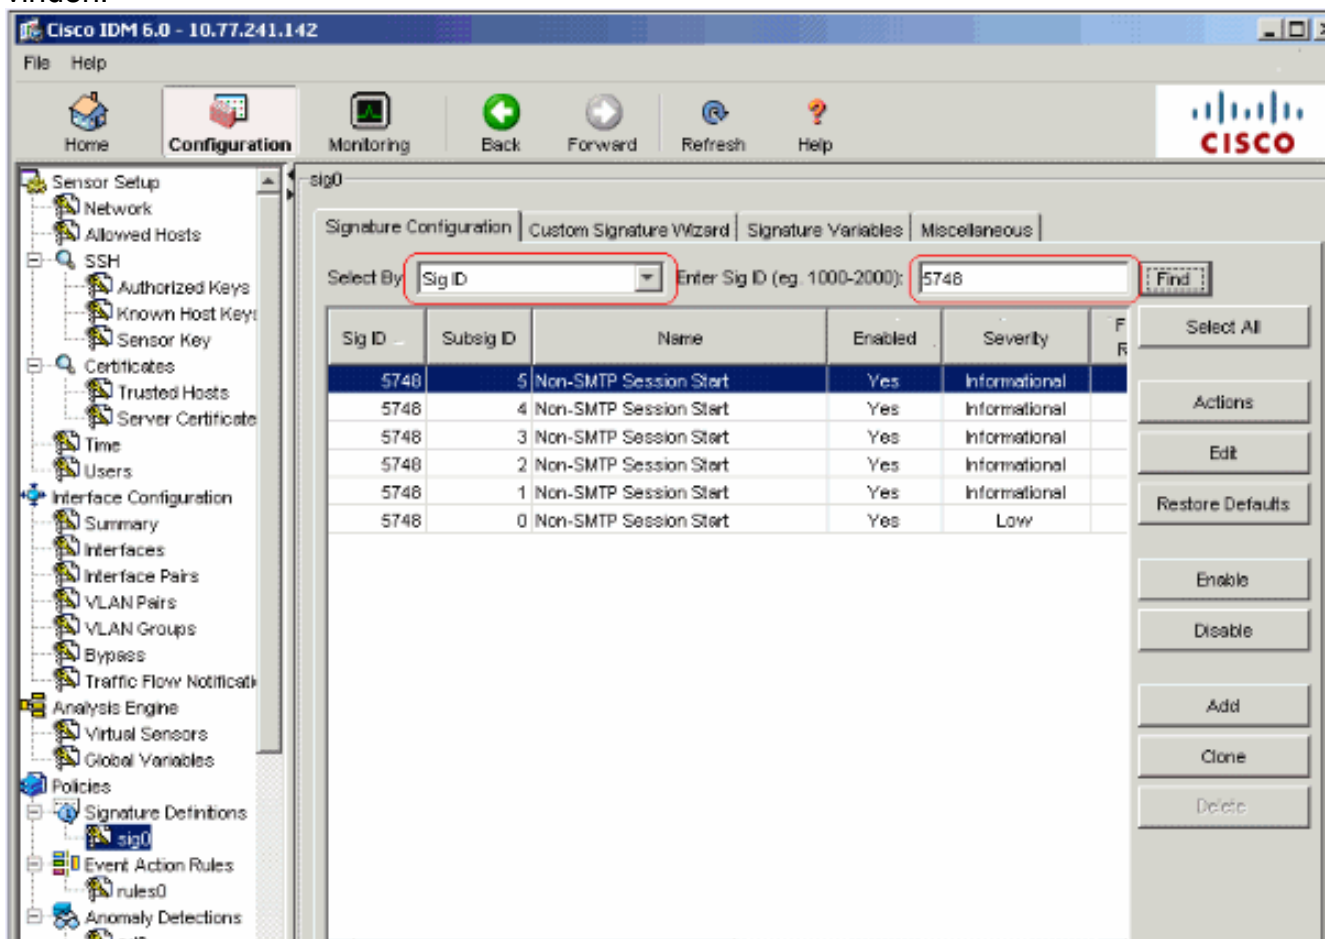 vinden.
Cisco IDM 6.0 - 10.77.241.142
File Help
Home Configuration Monitoring Back Forward Refresh Help
CISCO
Sensor Setup
Network
Allowed Hosts
SSH
Authorized Keys
Known Host Key
Sensor Key
Certificates
Trusted Hosts
Server Certificate
Time
Users
Interface Configuration
Summary
Interfaces
Interface Pairs
VLAN Pairs
VLAN Groups
Bypass
Traffic Flow Notificati
Analysis Engine
Virtual Sensors
Global Variables
Policies
Signature Definitions
sig0
Event Action Rules
rules0
Anomaly Detections
sig0
Signature Configuration Custom Signature Wizard Signature Variables Miscellaneous
Select By: Sig ID Enter Sig ID (eg. 1000-2000): 5748 Find
Sig ID Subsig ID Name Enabled Severity F R
5748 5 Non-SMTP Session Start Yes Informational
5748 4 Non-SMTP Session Start Yes Informational
5748 3 Non-SMTP Session Start Yes Informational
5748 2 Non-SMTP Session Start Yes Informational
5748 1 Non-SMTP Session Start Yes Informational
5748 0 Non-SMTP Session Start Yes Low
Select All
Actions
Edit
Restore Defaults
Enable
Disable
Add
Clone
Delete